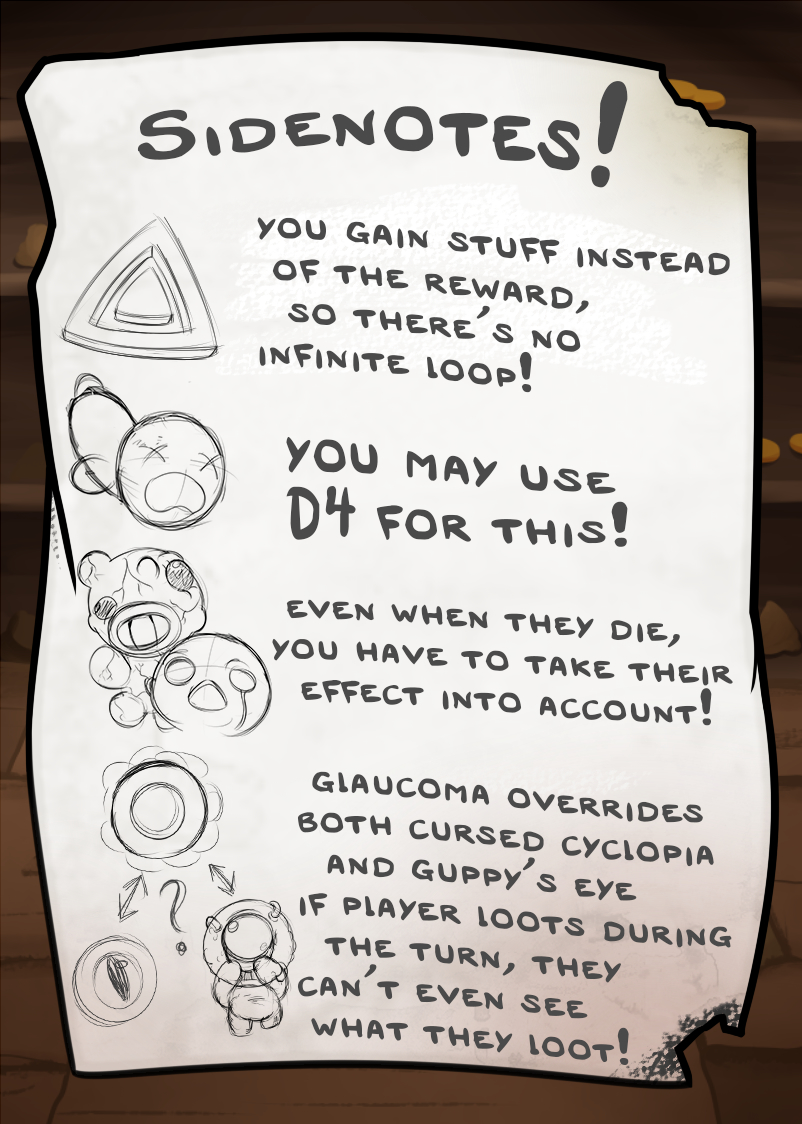 SIDENOTES!
YOU GAIN STUFF INSTEAD
OF THE REWARD,
SO THERE'S NO
INFINITE LOOP!
YOU MAY USE
D4 FOR THIS!
EVEN WHEN THEY DIE,
YOU HAVE TO TAKE THEIR
EFFECT INTO ACCOUNT!
GLAUCOMA OVERRIDES
BOTH CURSED CYCLOPIA
AND GUPPY'S EYE
IF PLAYER LOOTS DURING
THE TURN, THEY
CAN'T EVEN SEE
WHAT THEY LOOT!
?